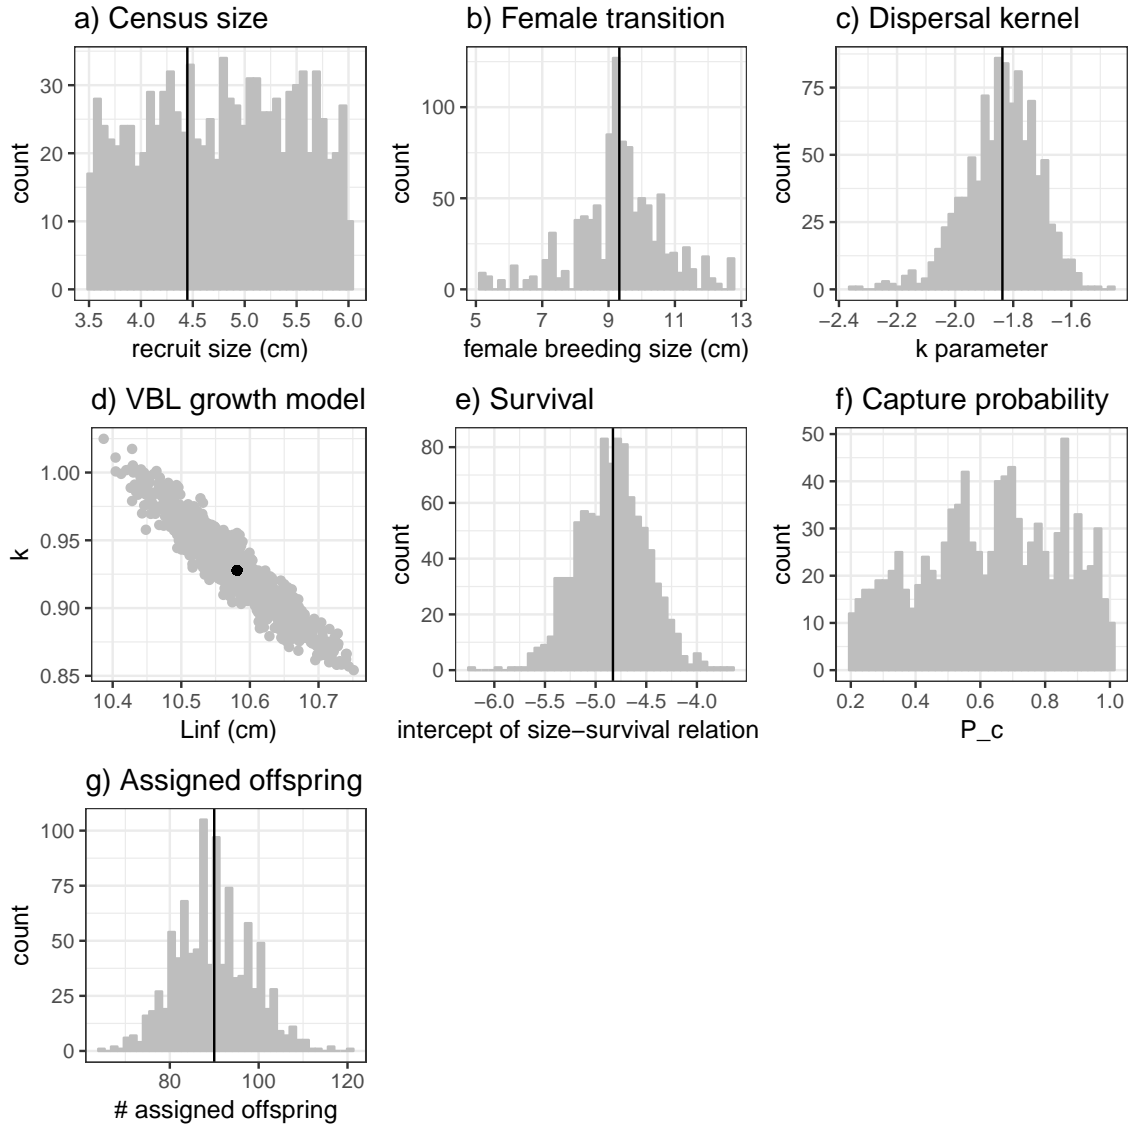 a) Census size
30
20
10
0
count
3.5 4.0 4.5 5.0 5.5 6.0
recruit size (cm)
b) Female transition
100
50
0
count
5 7 9 11 13
female breeding size (cm)
c) Dispersal kernel
75
50
25
0
count
−2.4 −2.2 −2.0 −1.8 −1.6
k parameter
d) VBL growth model
1.00
0.95
0.90
0.85
k
10.4 10.5 10.6 10.7
Linf (cm)
e) Survival
80
60
40
20
0
count
−6.0 −5.5 −5.0 −4.5 −4.0
intercept of size−survival relation
f) Capture probability
50
40
30
20
10
0
count
0.2 0.4 0.6 0.8 1.0
P_c
g) Assigned offspring
100
75
50
25
0
count
80 100 120
# assigned offspring